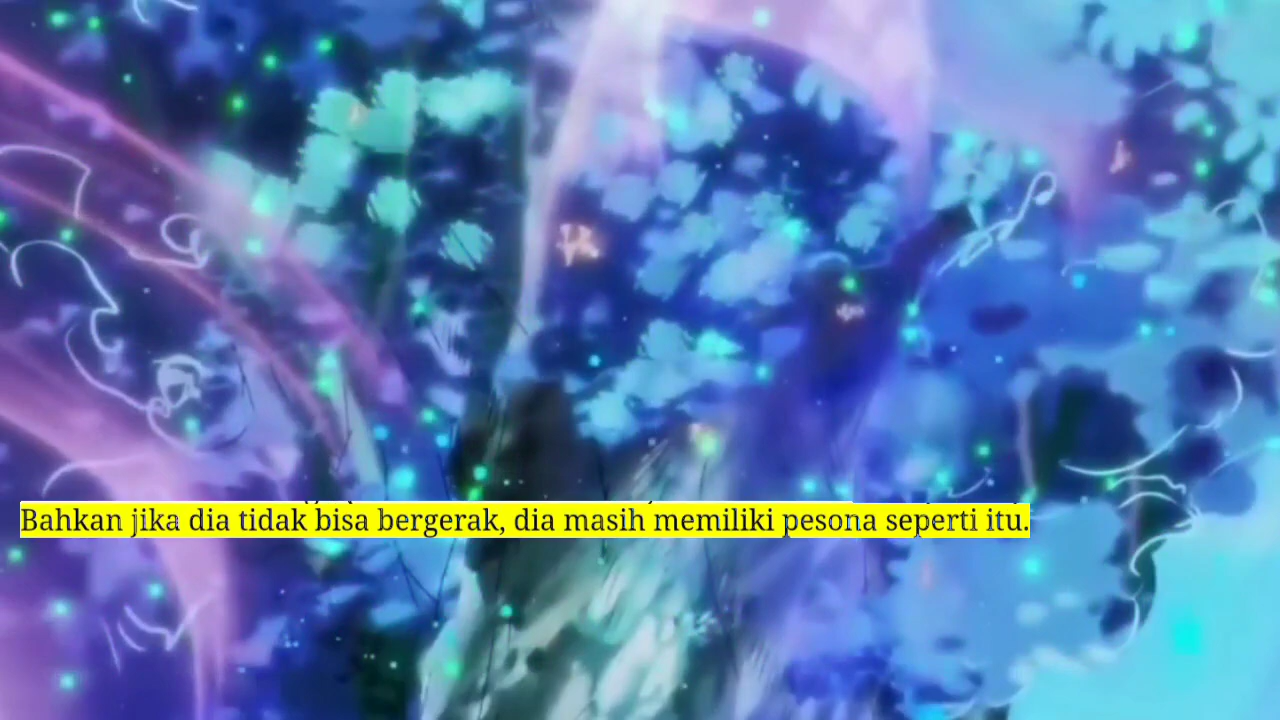 Bahkan jika dia tidak bisa bergerak, dia masih memiliki pesona seperti itu.